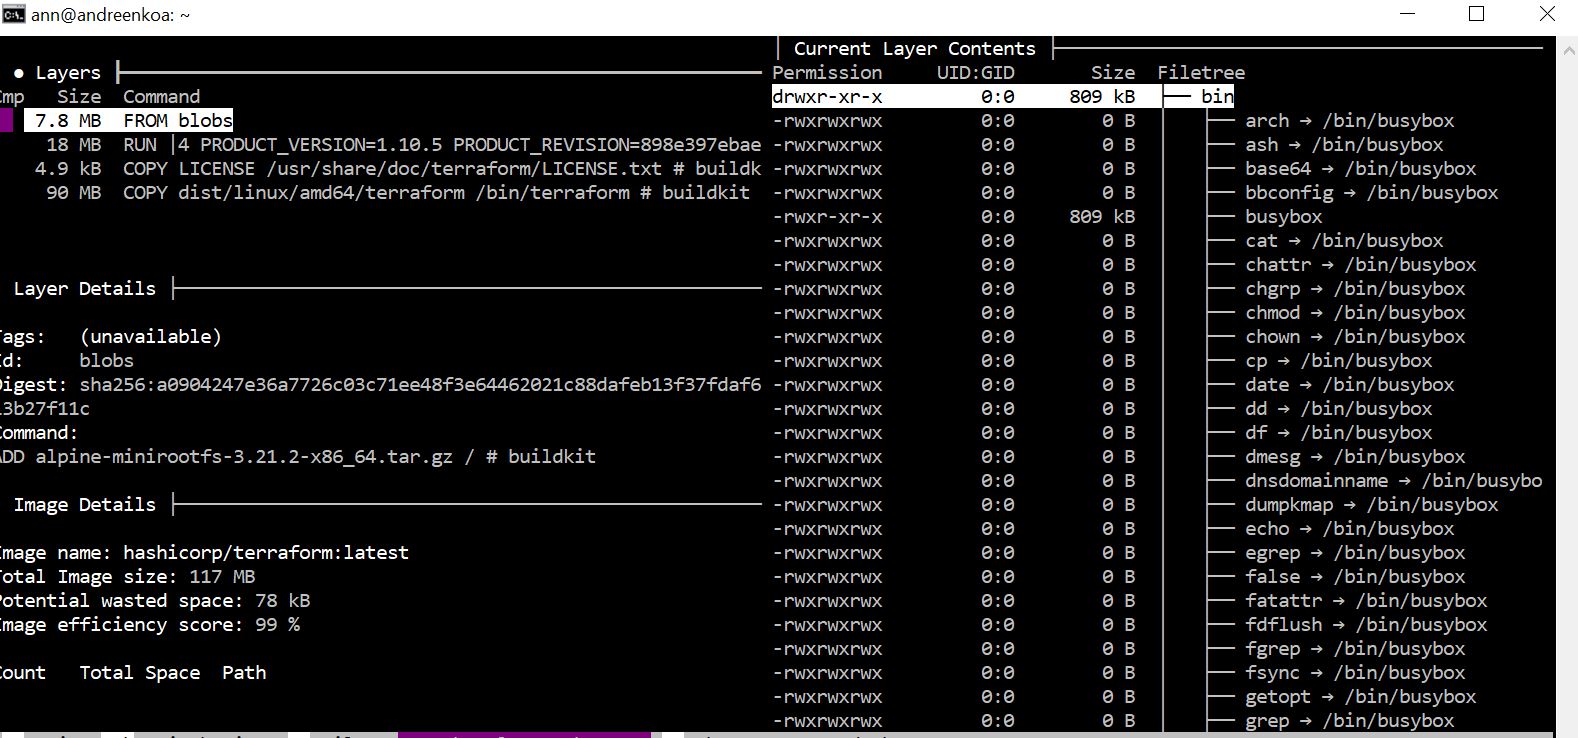 ann@andreenkoa: ~
● Layers
Cmp Size Command
7.8 MB FROM blobs
18 MB RUN |4 PRODUCT_VERSION=1.10.5 PRODUCT_REVISION=898e397ebae
4.9 kB COPY LICENSE /usr/share/doc/terraform/LICENSE.txt # buildk
90 MB COPY dist/linux/amd64/terraform /bin/terraform # buildkit
Layer Details
Tags: (unavailable)
Id: blobs
Digest: sha256:a0904247e36a7726c03c71ee48f3e64462021c88dafeb13f37fdaf6
13b27f11c
Command:
ADD alpine-minirootfs-3.21.2-x86_64.tar.gz / # buildkit
Image Details
Image name: hashicorp/terraform:latest
Total Image size: 117 MB
Potential wasted space: 78 kB
Image efficiency score: 99 %
Count Total Space Path
Current Layer Contents
Permission UID:GID Size Filetree
drwxr-xr-x 0:0 809 kB ├── bin
-rwxrwxrwx 0:0 0 B │ ├── arch → /bin/busybox
-rwxrwxrwx 0:0 0 B │ ├── ash → /bin/busybox
-rwxrwxrwx 0:0 0 B │ ├── base64 → /bin/busybox
-rwxrwxrwx 0:0 0 B │ ├── bbconfig → /bin/busybox
-rwxr-xr-x 0:0 809 kB │ ├── busybox
-rwxrwxrwx 0:0 0 B │ ├── cat → /bin/busybox
-rwxrwxrwx 0:0 0 B │ ├── chattr → /bin/busybox
-rwxrwxrwx 0:0 0 B │ ├── chgrp → /bin/busybox
-rwxrwxrwx 0:0 0 B │ ├── chmod → /bin/busybox
-rwxrwxrwx 0:0 0 B │ ├── chown → /bin/busybox
-rwxrwxrwx 0:0 0 B │ ├── cp → /bin/busybox
-rwxrwxrwx 0:0 0 B │ ├── date → /bin/busybox
-rwxrwxrwx 0:0 0 B │ ├── dd → /bin/busybox
-rwxrwxrwx 0:0 0 B │ ├── df → /bin/busybox
-rwxrwxrwx 0:0 0 B │ ├── dmesg → /bin/busybox
-rwxrwxrwx 0:0 0 B │ ├── dnsdomainname → /bin/busybo
-rwxrwxrwx 0:0 0 B │ ├── dumpkmap → /bin/busybox
-rwxrwxrwx 0:0 0 B │ ├── echo → /bin/busybox
-rwxrwxrwx 0:0 0 B │ ├── egrep → /bin/busybox
-rwxrwxrwx 0:0 0 B │ ├── false → /bin/busybox
-rwxrwxrwx 0:0 0 B │ ├── fatattr → /bin/busybox
-rwxrwxrwx 0:0 0 B │ ├── fdflush → /bin/busybox
-rwxrwxrwx 0:0 0 B │ ├── fgrep → /bin/busybox
-rwxrwxrwx 0:0 0 B │ ├── fsync → /bin/busybox
-rwxrwxrwx 0:0 0 B │ ├── getopt → /bin/busybox
-rwxrwxrwx 0:0 0 B │ ├── grep → /bin/busybox